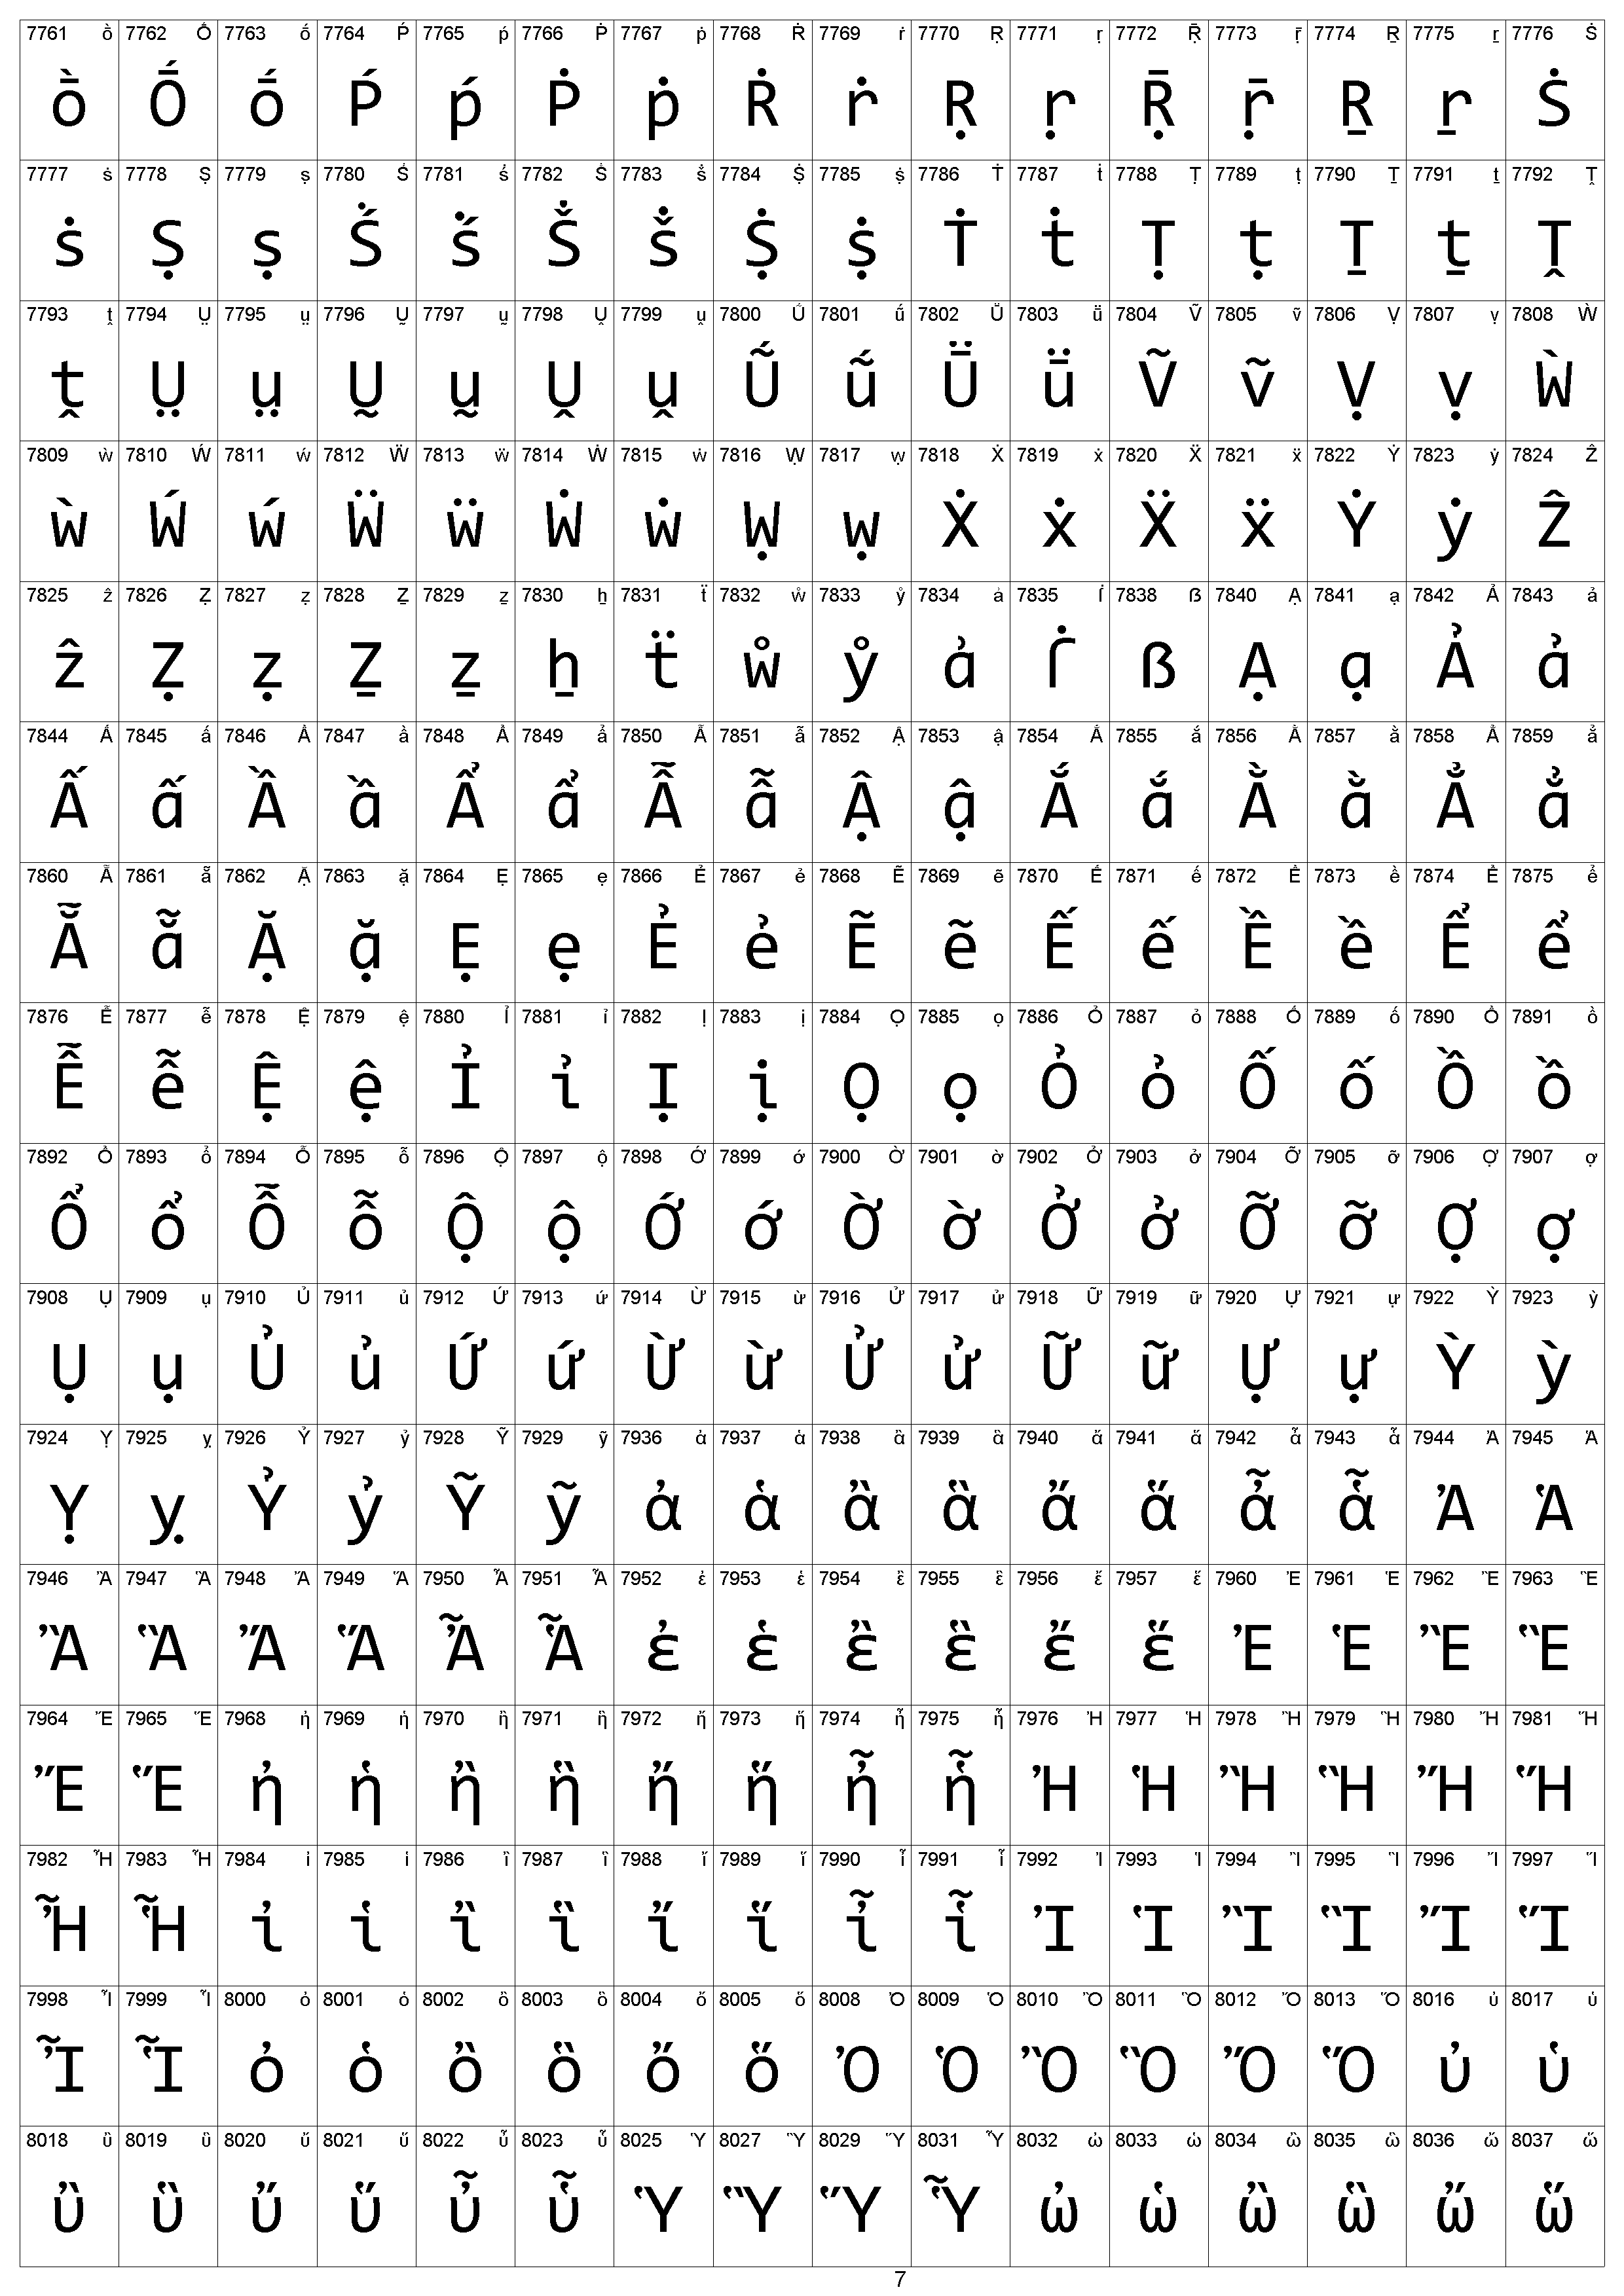 7761 ṑ 7762 Ṓ 7763 ṓ 7764 Ṕ 7765 ṕ 7766 Ṗ 7767 ṗ 7768 Ṙ 7769 ṙ 7770 Ṛ 7771 ṛ 7772 Ṝ 7773 ṝ 7774 Ṟ 7775 ṟ 7776 Ṡ
ṑ Ṓ ṓ Ṕ ṕ Ṗ ṗ Ṙ ṙ Ṛ ṛ Ṝ ṝ Ṟ ṟ Ṡ
7777 ṡ 7778 Ṣ 7779 ṣ 7780 Ṥ 7781 ṥ 7782 Ṧ 7783 ṧ 7784 Ṩ 7785 ṩ 7786 Ṫ 7787 ṫ 7788 Ṭ 7789 ṭ 7790 Ṯ 7791 ṯ 7792 Ṱ
ṡ Ṣ ṣ Ṥ ṥ Ṧ ṧ Ṩ ṩ Ṫ ṫ Ṭ ṭ Ṯ ṯ Ṱ
7793 ṱ 7794 Ṳ 7795 ṳ 7796 Ṵ 7797 ṵ 7798 Ṷ 7799 ṷ 7800 Ṹ 7801 ṹ 7802 Ṻ 7803 ṻ 7804 Ṽ 7805 ṽ 7806 Ṿ 7807 ṿ 7808 Ẁ
ṱ Ṳ ṳ Ṵ ṵ Ṷ ṷ Ṹ ṹ Ṻ ṻ Ṽ ṽ Ṿ ṿ Ẁ
7809 ẁ 7810 Ẃ 7811 ẃ 7812 Ẅ 7813 ẅ 7814 Ẇ 7815 ẇ 7816 Ẉ 7817 ẉ 7818 Ẋ 7819 ẋ 7820 Ẍ 7821 ẍ 7822 Ẏ 7823 ẏ 7824 Ẑ
ẁ Ẃ ẃ Ẅ ẅ Ẇ ẇ Ẉ ẉ Ẋ ẋ Ẍ ẍ Ẏ ẏ Ẑ
7825 ẑ 7826 Ẓ 7827 ẓ 7828 Ẕ 7829 ẕ 7830 ẖ 7831 ẗ 7832 ẘ 7833 ẙ 7834 ẚ 7835 ẛ 7838 ẞ 7840 Ạ 7841 ạ 7842 Ả 7843 ả
ẑ Ẓ ẓ Ẕ ẕ ẖ ẗ ẘ ẙ ẚ ẛ ẞ Ạ ạ Ả ả
7844 Ấ 7845 ấ 7846 Ầ 7847 ầ 7848 Ẩ 7849 ẩ 7850 Ẫ 7851 ẫ 7852 Ậ 7853 ậ 7854 Ắ 7855 ắ 7856 Ằ 7857 ằ 7858 Ẳ 7859 ẳ
Ấ ấ Ầ ầ Ẩ ẩ Ẫ ẫ Ậ ậ Ắ ắ Ằ ằ Ẳ ẳ
7860 Ẵ 7861 ẵ 7862 Ặ 7863 ặ 7864 Ẹ 7865 ẹ 7866 Ẻ 7867 ẻ 7868 Ẽ 7869 ẽ 7870 Ế 7871 ế 7872 Ề 7873 ề 7874 Ể 7875 ể
Ẵ ẵ Ặ ặ Ẹ ẹ Ẻ ẻ Ẽ ẽ Ế ế Ề ề Ể ể
7876 Ễ 7877 ễ 7878 Ệ 7879 ệ 7880 Ỉ 7881 ỉ 7882 Ị 7883 ị 7884 Ọ 7885 ọ 7886 Ỏ 7887 ỏ 7888 Ố 7889 ố 7890 Ồ 7891 ồ
Ễ ễ Ệ ệ Ỉ ỉ Ị ị Ọ ọ Ỏ ỏ Ố ố Ồ ồ
7892 Ổ 7893 ổ 7894 Ỗ 7895 ỗ 7896 Ộ 7897 ộ 7898 Ớ 7899 ớ 7900 Ờ 7901 ờ 7902 Ở 7903 ở 7904 Ỡ 7905 ỡ 7906 Ợ 7907 ợ
Ổ ổ Ỗ ỗ Ộ ộ Ớ ớ Ờ ờ Ở ở Ỡ ỡ Ợ ợ
7908 Ụ 7909 ụ 7910 Ủ 7911 ủ 7912 Ứ 7913 ứ 7914 Ừ 7915 ừ 7916 Ử 7917 ử 7918 Ữ 7919 ữ 7920 Ự 7921 ự 7922 Ỳ 7923 ỳ
Ụ ụ Ủ ủ Ứ ứ Ừ ừ Ử ử Ữ ữ Ự ự Ỳ ỳ
7924 Ỵ 7925 ỵ 7926 Ỷ 7927 ỷ 7928 Ỹ 7929 ỹ 7936 ἀ 7937 ἁ 7938 ἂ 7939 ἃ 7940 ἄ 7941 ἅ 7942 ἆ 7943 ἇ 7944 Ἀ 7945 Ἁ
Ỵ ỵ Ỷ ỷ Ỹ ỹ ἀ ἁ ἂ ἃ ἄ ἅ ἆ ἇ Ἀ Ἁ
7946 Ἂ 7947 Ἃ 7948 Ἄ 7949 Ἅ 7950 Ἆ 7951 Ἇ 7952 ἐ 7953 ἑ 7954 ἒ 7955 ἓ 7956 ἔ 7957 ἕ 7960 Ἐ 7961 Ἑ 7962 Ἒ 7963 Ἓ
Ἂ Ἃ Ἄ Ἅ Ἆ Ἇ ἐ ἑ ἒ ἓ ἔ ἕ Ἐ Ἑ Ἒ Ἓ
7964 Ἔ 7965 Ἕ 7968 ἠ 7969 ἡ 7970 ἢ 7971 ἣ 7972 ἤ 7973 ἥ 7974 ἦ 7975 ἧ 7976 Ἠ 7977 Ἡ 7978 Ἢ 7979 Ἣ 7980 Ἤ 7981 Ἥ
Ἔ Ἕ ἠ ἡ ἢ ἣ ἤ ἥ ἦ ἧ Ἠ Ἡ Ἢ Ἣ Ἤ Ἥ
7982 Ἦ 7983 Ἧ 7984 ἰ 7985 ἱ 7986 ἲ 7987 ἳ 7988 ἴ 7989 ἵ 7990 ἶ 7991 ἷ 7992 Ἰ 7993 Ἱ 7994 Ἲ 7995 Ἳ 7996 Ἴ 7997 Ἵ
Ἦ Ἧ ἰ ἱ ἲ ἳ ἴ ἵ ἶ ἷ Ἰ Ἱ Ἲ Ἳ Ἴ Ἵ
7998 Ἶ 7999 Ἷ 8000 ὀ 8001 ὁ 8002 ὂ 8003 ὃ 8004 ὄ 8005 ὅ 8008 Ὀ 8009 Ὁ 8010 Ὂ 8011 Ὃ 8012 Ὄ 8013 Ὅ 8016 ὐ 8017 ὑ
Ἶ Ἷ ὀ ὁ ὂ ὃ ὄ ὅ Ὀ Ὁ Ὂ Ὃ Ὄ Ὅ ὐ ὑ
8018 ὒ 8019 ὓ 8020 ὔ 8021 ὕ 8022 ὖ 8023 ὗ 8025 Ὑ 8027 Ὓ 8029 Ὕ 8031 Ὗ 8032 ὠ 8033 ὡ 8034 ὢ 8035 ὣ 8036 ὤ 8037 ὥ
ὒ ὓ ὔ ὕ ὖ ὗ Ὑ Ὓ Ὕ Ὗ ὠ ὡ ὢ ὣ ὤ ὥ
7